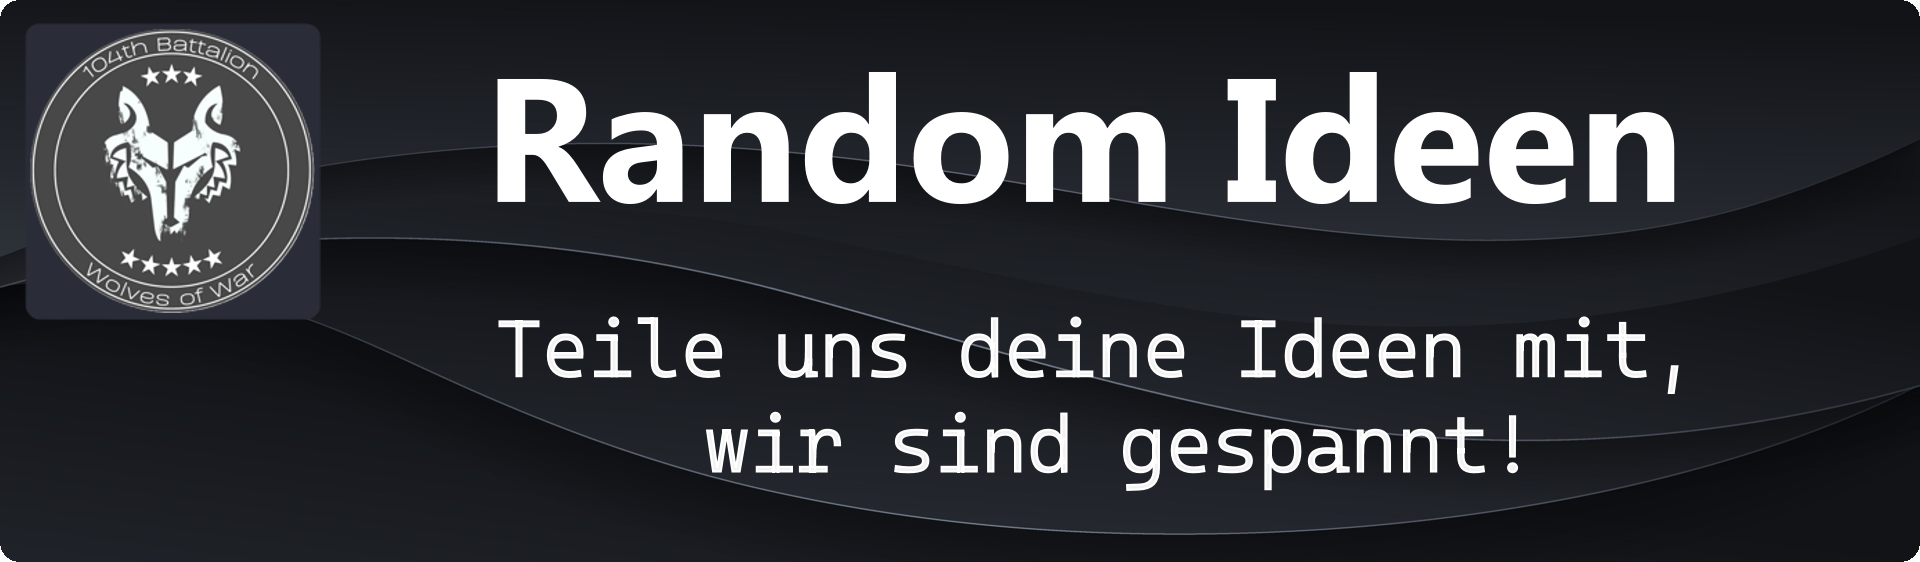 104th Battalion
Wolves of War
Random Ideen
Teile uns deine Ideen mit,
wir sind gespannt!